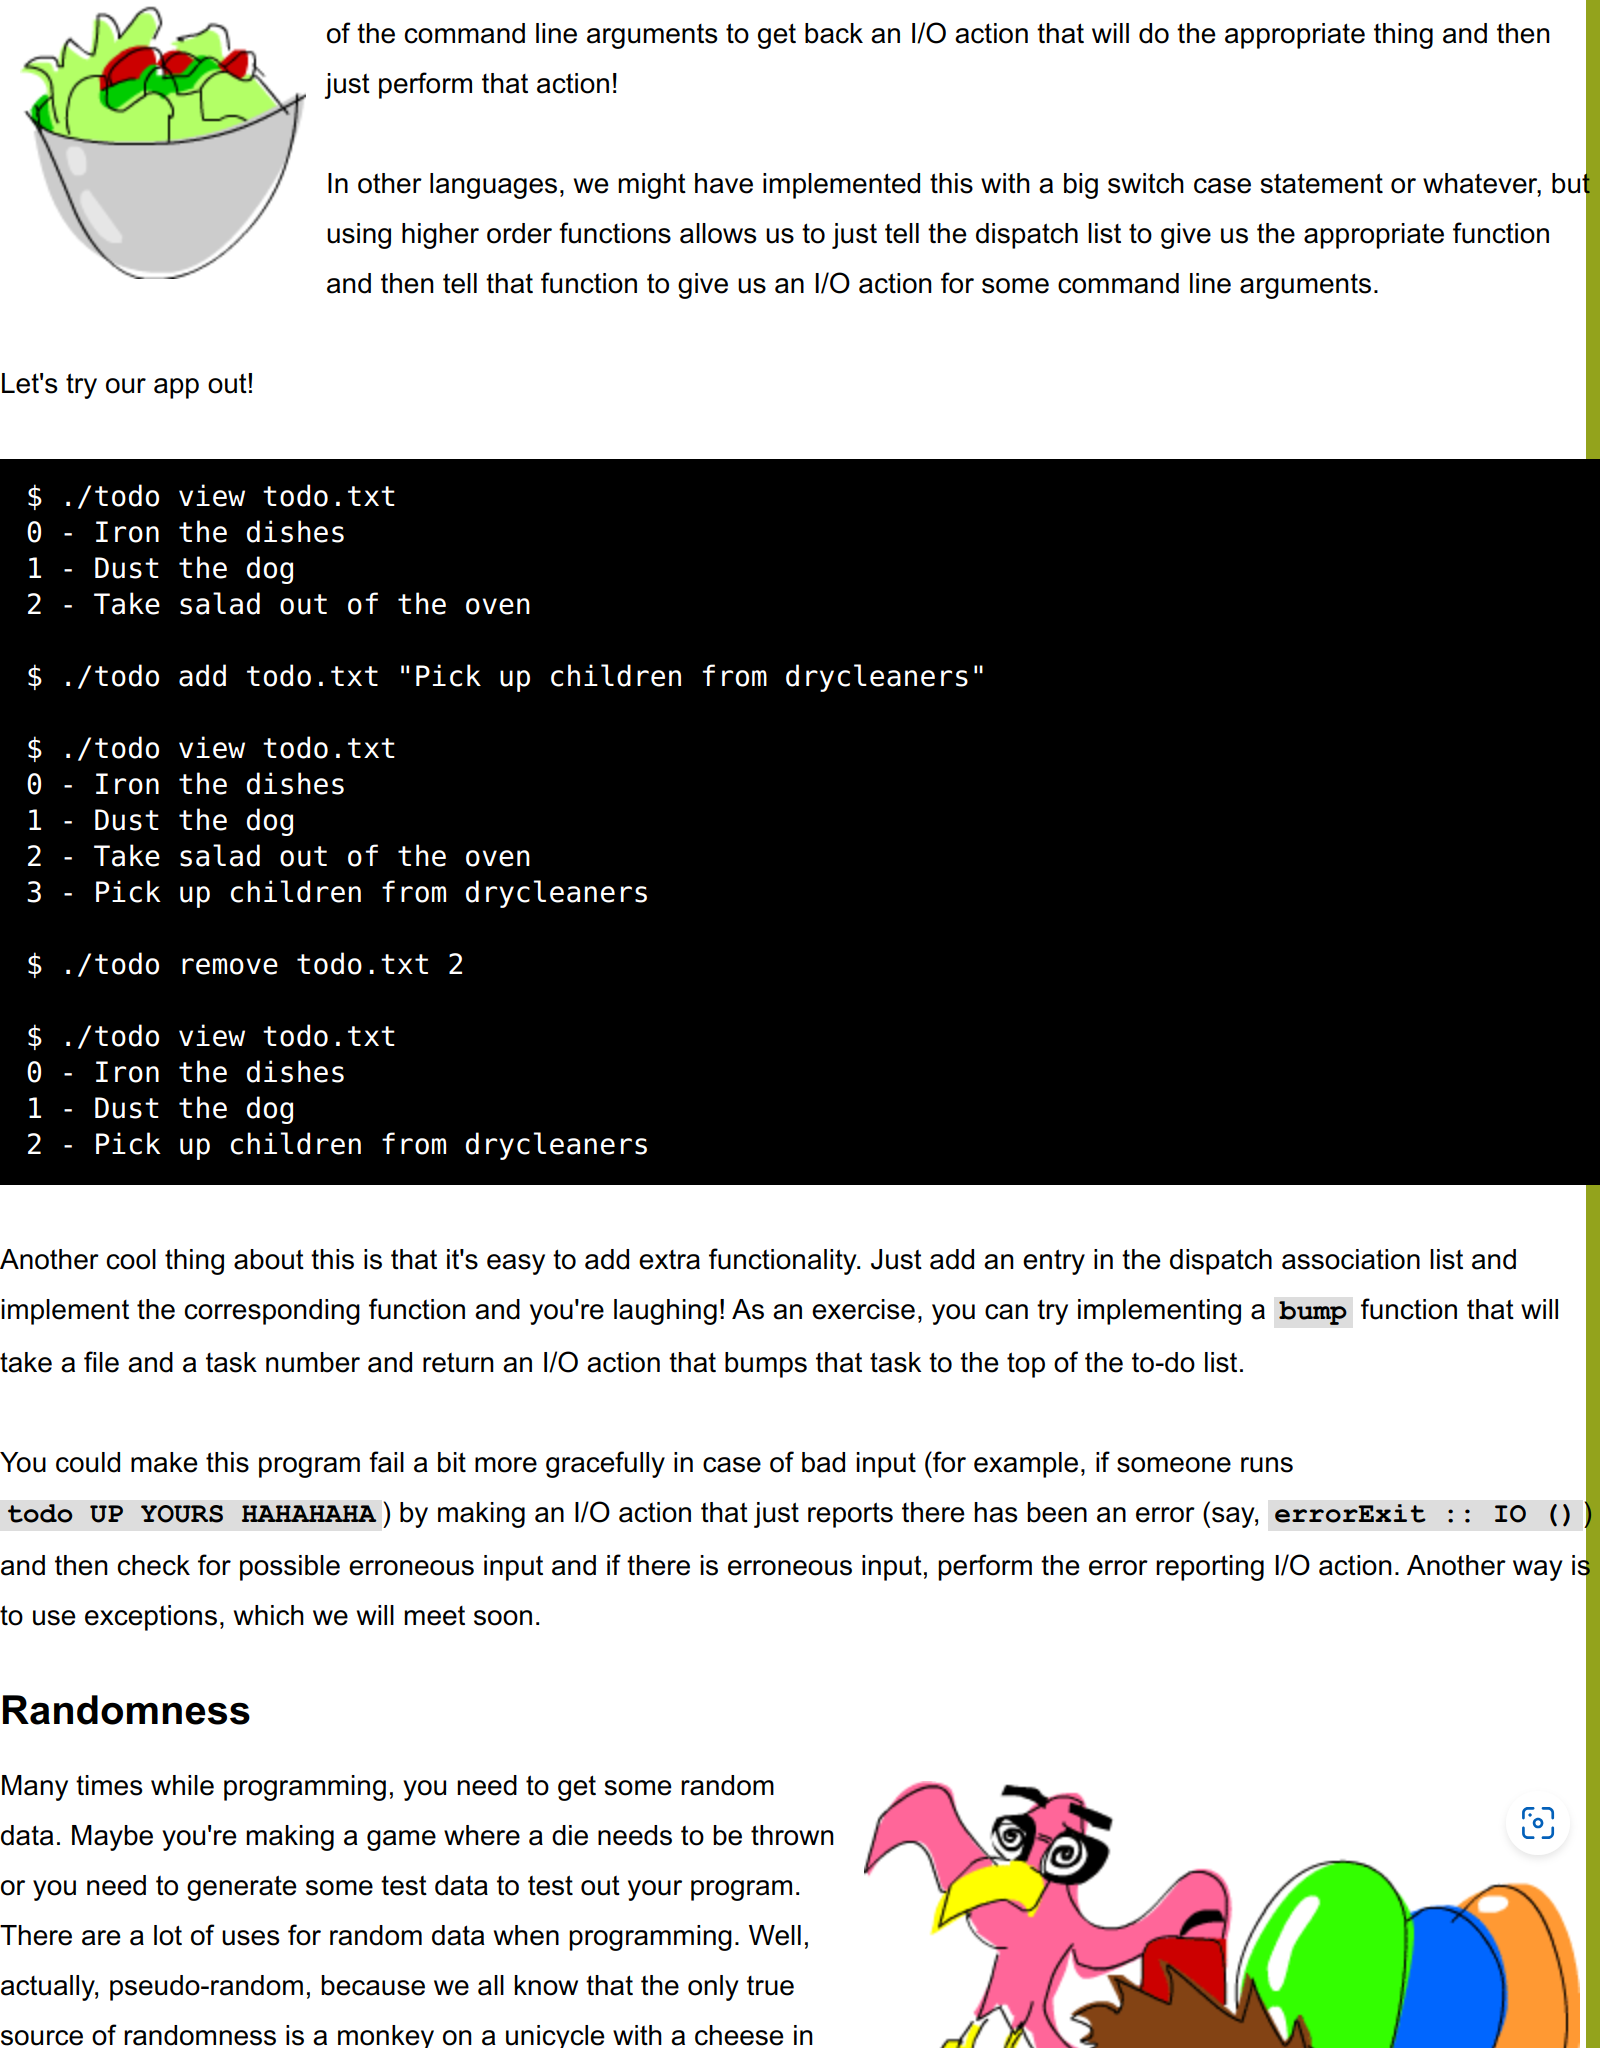 of the command line arguments to get back an I/O action that will do the appropriate thing and then
just perform that action!
In other languages, we might have implemented this with a big switch case statement or whatever, but
using higher order functions allows us to just tell the dispatch list to give us the appropriate function
and then tell that function to give us an I/O action for some command line arguments.
Let's try our app out!
$ ./todo view todo.txt
0 - Iron the dishes
1 - Dust the dog
2 - Take salad out of the oven
$ ./todo add todo.txt "Pick up children from drycleaners"
$ ./todo view todo.txt
0 - Iron the dishes
1 - Dust the dog
2 - Take salad out of the oven
3 - Pick up children from drycleaners
$ ./todo remove todo.txt 2
$ ./todo view todo.txt
0 - Iron the dishes
1 - Dust the dog
2 - Pick up children from drycleaners
Another cool thing about this is that it's easy to add extra functionality. Just add an entry in the dispatch association list and
implement the corresponding function and you're laughing! As an exercise, you can try implementing a bump function that will
take a file and a task number and return an I/O action that bumps that task to the top of the to-do list.
You could make this program fail a bit more gracefully in case of bad input (for example, if someone runs
todo UP YOURS HAHAHAHA) by making an I/O action that just reports there has been an error (say, errorExit :: IO ())
and then check for possible erroneous input and if there is erroneous input, perform the error reporting I/O action. Another way is
to use exceptions, which we will meet soon.
Randomness
Many times while programming, you need to get some random
data. Maybe you're making a game where a die needs to be thrown
or you need to generate some test data to test out your program.
There are a lot of uses for random data when programming. Well,
actually, pseudo-random, because we all know that the only true
source of randomness is a monkey on a unicycle with a cheese in